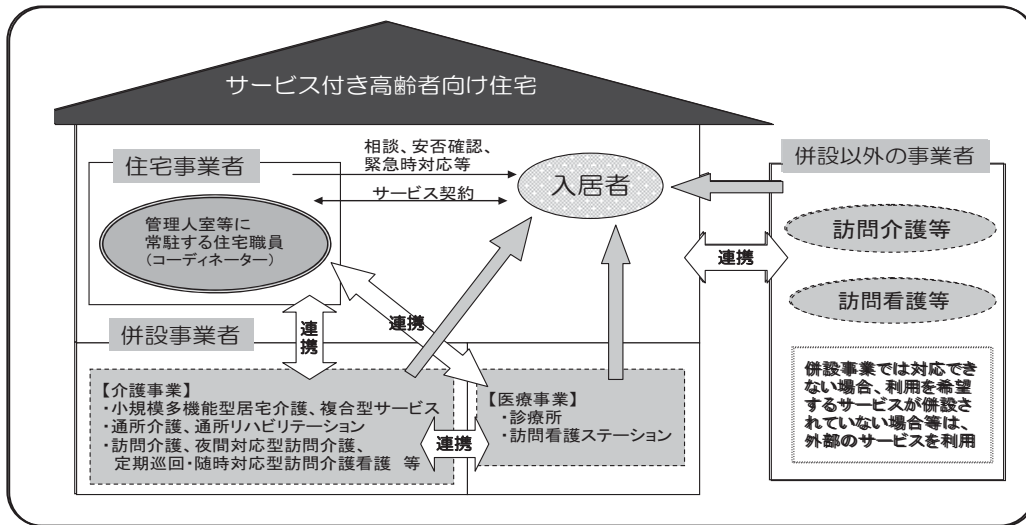 サービス付き高齢者向け住宅
住宅事業者
管理人室等に
常駐する住宅職員
(コーディネーター)
相談、安否確認、
緊急時対応等
サービス契約
入居者
併設以外の事業者
訪問介護等
訪問看護等
連携
併設事業では対応でき
ない場合、利用を希望
するサービスが併設さ
れていない場合等は、
外部のサービスを利用
併設事業者
連携
連携
【介護事業】
・小規模多機能型居宅介護、複合型サービス
・通所介護、通所リハビリテーション
・訪問介護、夜間対応型訪問介護、
定期巡回・随時対応型訪問介護看護 等
連携
【医療事業】
・診療所
・訪問看護ステーション